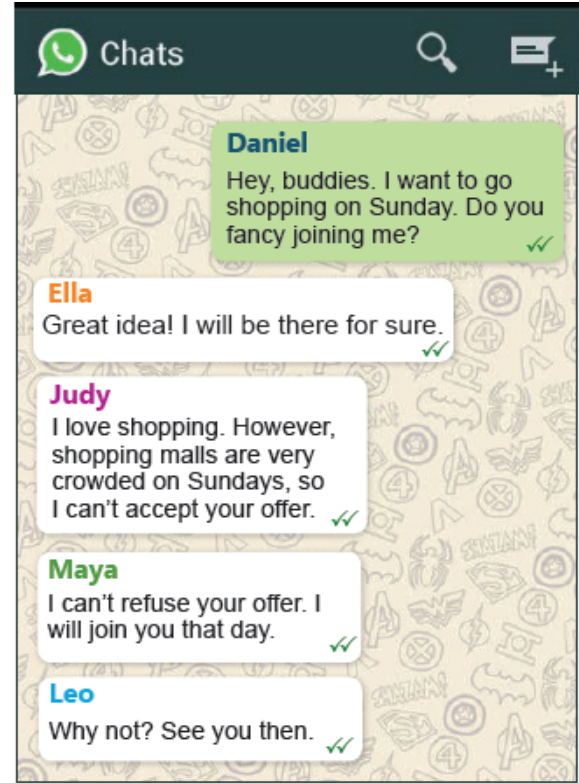 Chats
Daniel
Hey, buddies. I want to go
shopping on Sunday. Do you
fancy joining me?
Ella
Great idea! I will be there for sure.
Judy
I love shopping. However,
shopping malls are very
crowded on Sundays, so
I can't accept your offer.
Maya
I can't refuse your offer. I
will join you that day.
Leo
Why not? See you then.